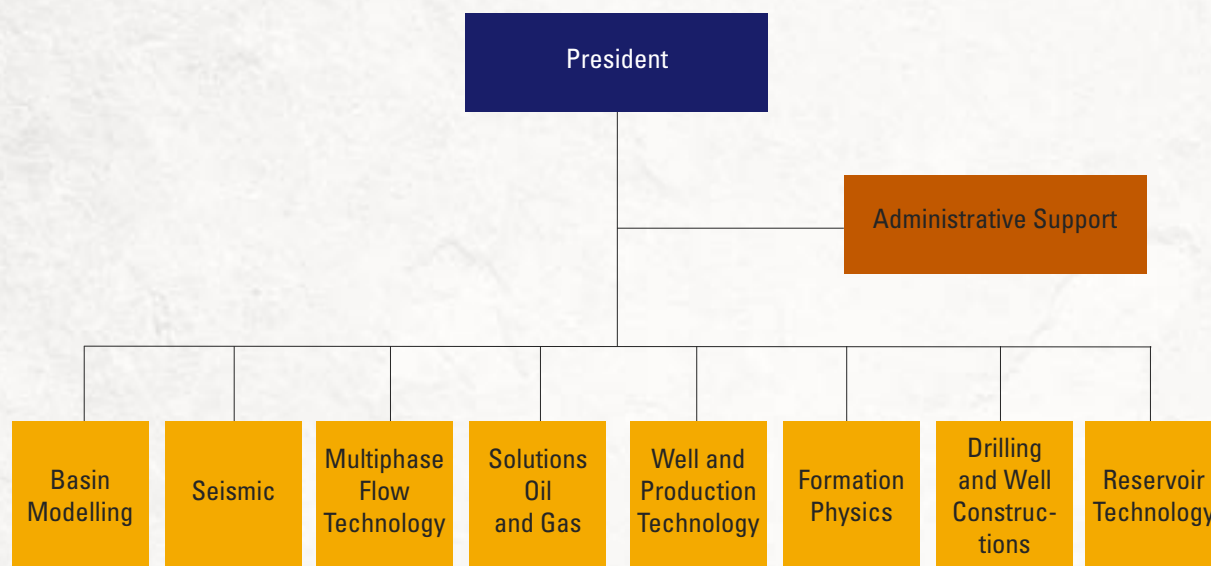 President
Administrative Support
Basin
Modelling
Seismic
Multiphase
Flow
Technology
Solutions
Oil
and Gas
Well and
Production
Technology
Formation
Physics
Drilling
and Well
Construc-
tions
Reservoir
Technology